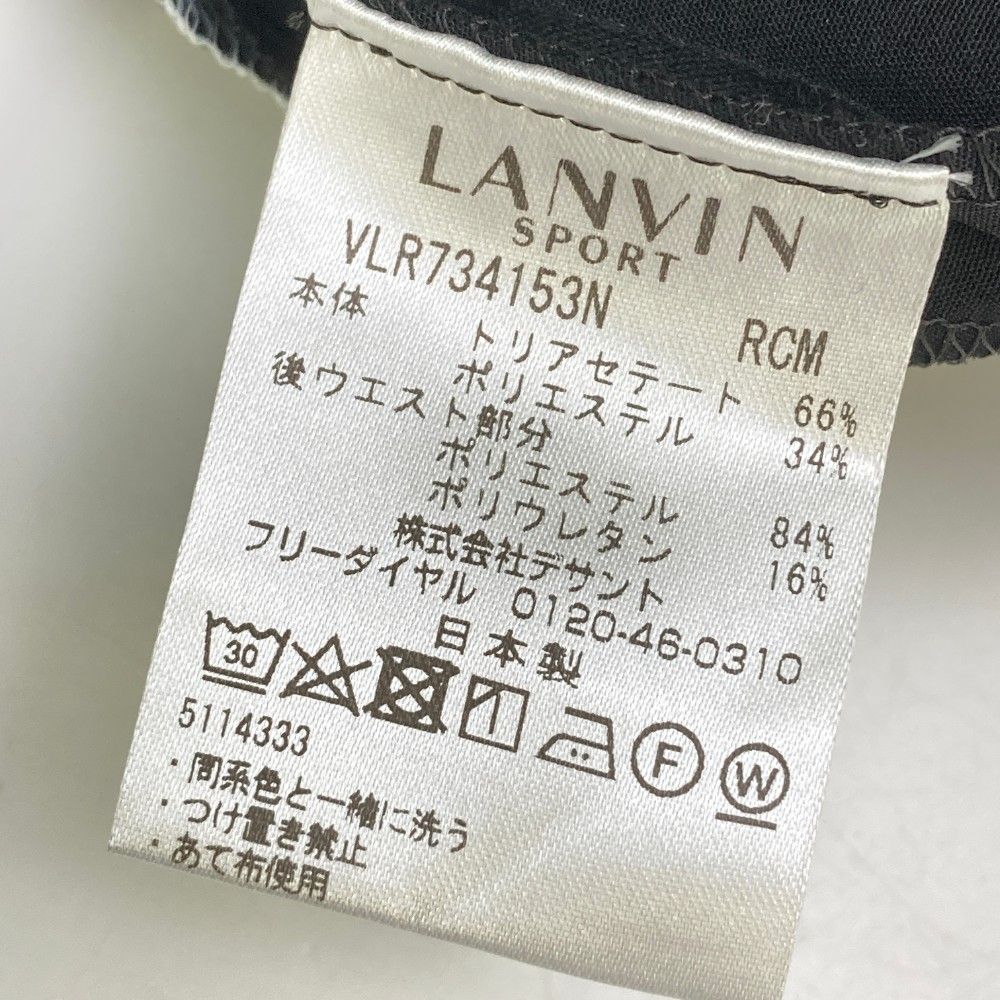 LANVIN
SPORT
VLR734153N
RCM
本体
トリアセテート 66%
ポリエステル 34%
後ウエスト部分
ポリエステル 84%
ポリウレタン 16%
株式会社デサント
フリーダイヤル 0120-46-0310
日本製
30
F
W
5114333
・同系色と一緒に洗う
・つけ置き禁止
・あて布使用